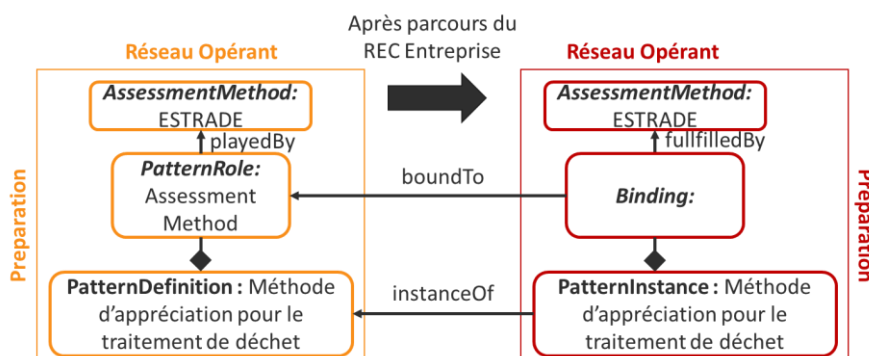 Après parcours du
REC Entreprise
Réseau Opérant
Réseau Opérant
AssessmentMethod:
ESTRADE
playedBy
PatternRole:
Assessment
Method
Preparation
PatternDefinition : Méthode
d'appréciation pour le
traitement de déchet
boundTo
instanceOf
AssessmentMethod:
ESTRADE
fullfilledBy
Binding:
Préparation
PatternInstance : Méthode
d'appréciation pour le
traitement de déchet